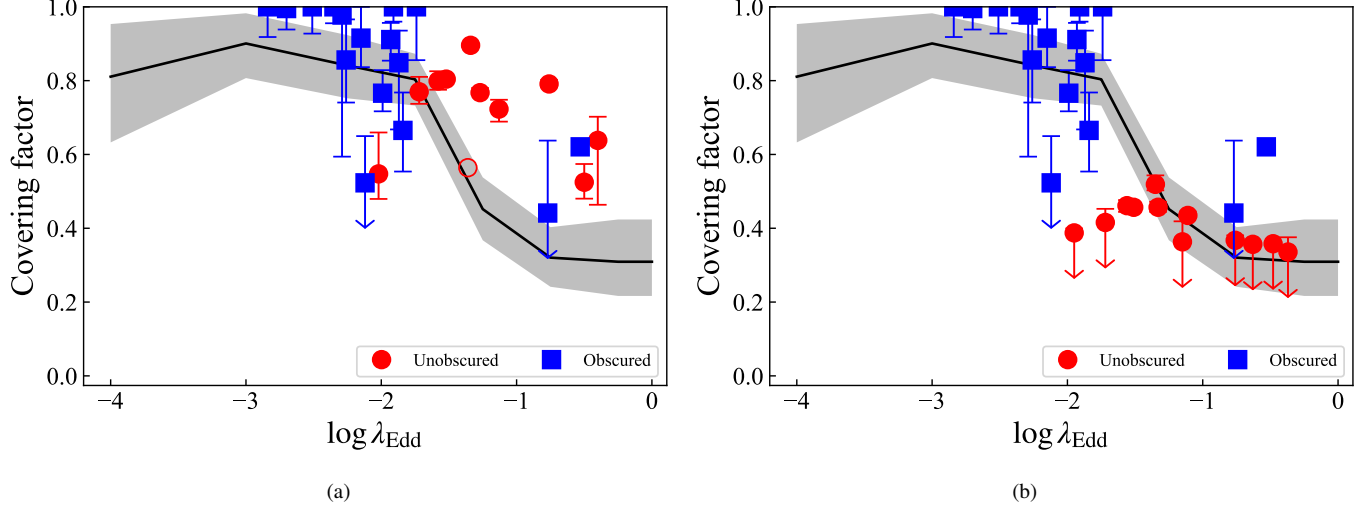 1.0
0.8
0.6
0.4
0.2
0.0
Covering factor
Unobscured Obscured
−4 −3 −2 −1 0
log λEdd
(a)
1.0
0.8
0.6
0.4
0.2
0.0
Covering factor
Unobscured Obscured
−4 −3 −2 −1 0
log λEdd
(b)